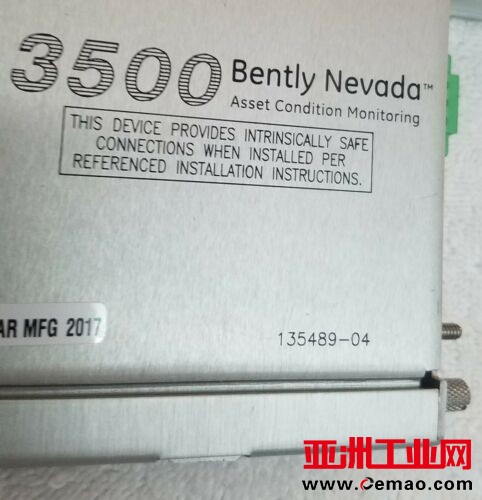 3500 Bently Nevada™
Asset Condition Monitoring
THIS DEVICE PROVIDES INTRINSICALLY SAFE
CONNECTIONS WHEN INSTALLED PER
REFERENCED INSTALLATION INSTRUCTIONS.
AR MFG 2017
135489-04
亚洲工业网
www.Cemao.com